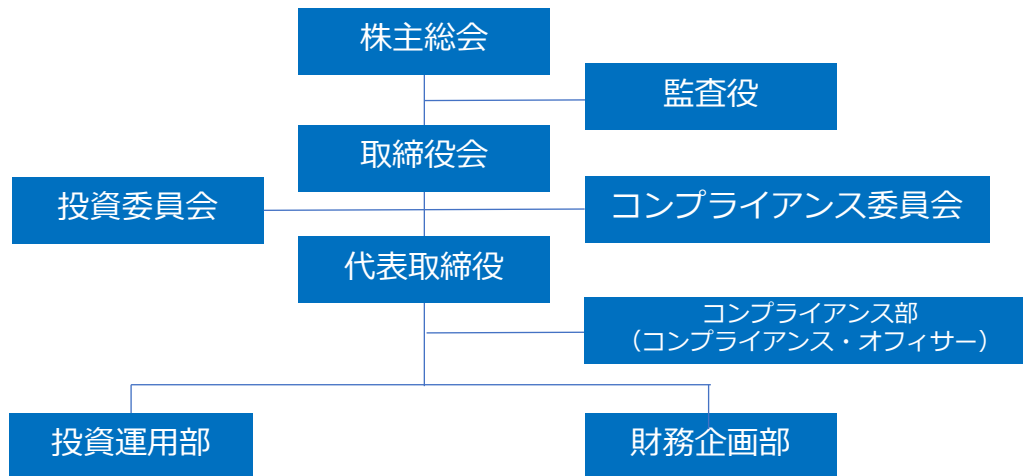 株主総会
監査役
取締役会
投資委員会
コンプライアンス委員会
代表取締役
コンプライアンス部
（コンプライアンス・オフィサー）
投資運用部
財務企画部